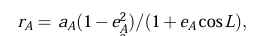 r_A = a_A(1 − e_A^2)/(1 + e_A cos L),